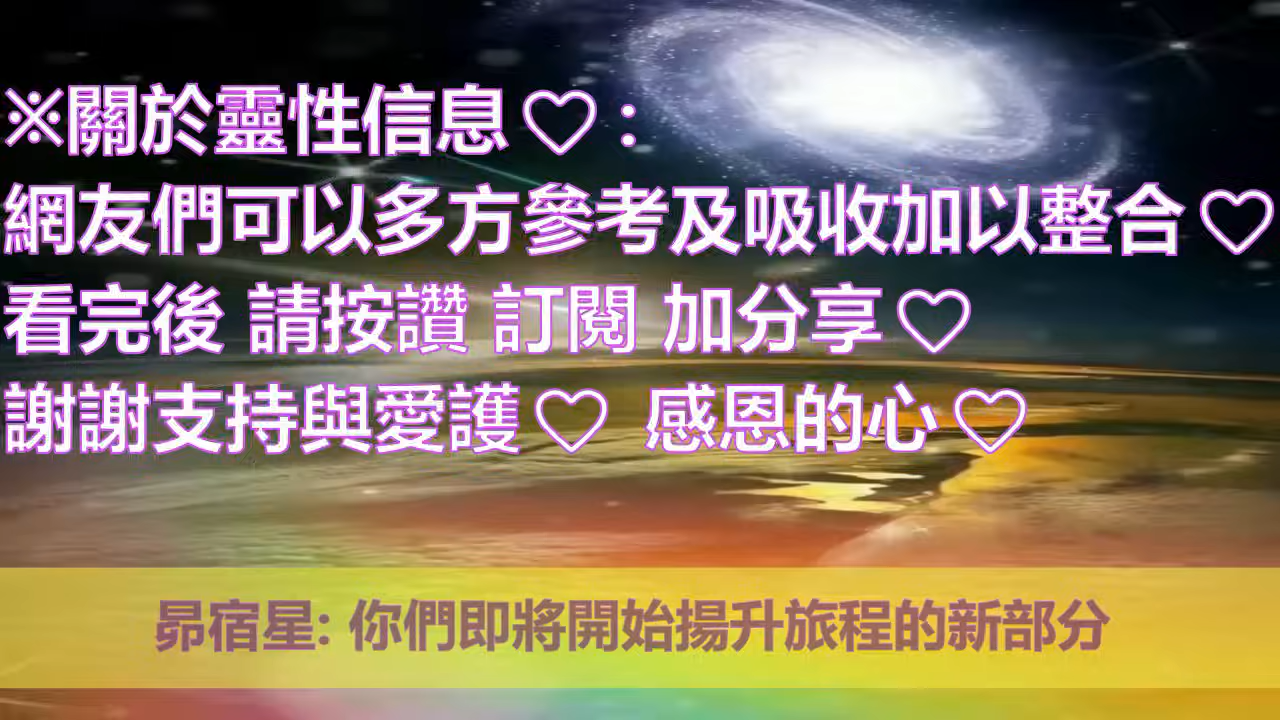 ※關於靈性信息♡:
網友們可以多方參考及吸收加以整合♡
看完後 請按讚 訂閱 加分享♡
謝謝支持與愛護♡ 感恩的心♡
昴宿星: 你們即將開始揚升旅程的新部分